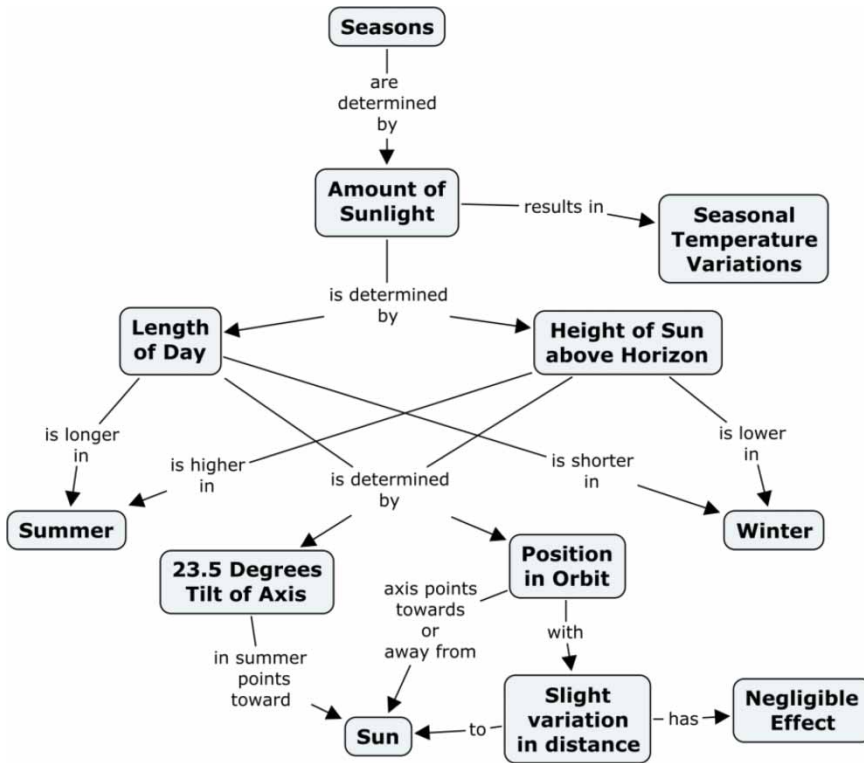 Seasons
are
determined
by
Amount of
Sunlight
results in
Seasonal
Temperature
Variations
is determined
by
Length
of Day
Height of Sun
above Horizon
is longer
in
is higher
in
is determined
by
is shorter
in
is lower
in
Summer
Winter
23.5 Degrees
Tilt of Axis
Position
in Orbit
axis points
towards
or
away from
with
in summer
points
toward
Sun
to
Slight
variation
in distance
has
Negligible
Effect